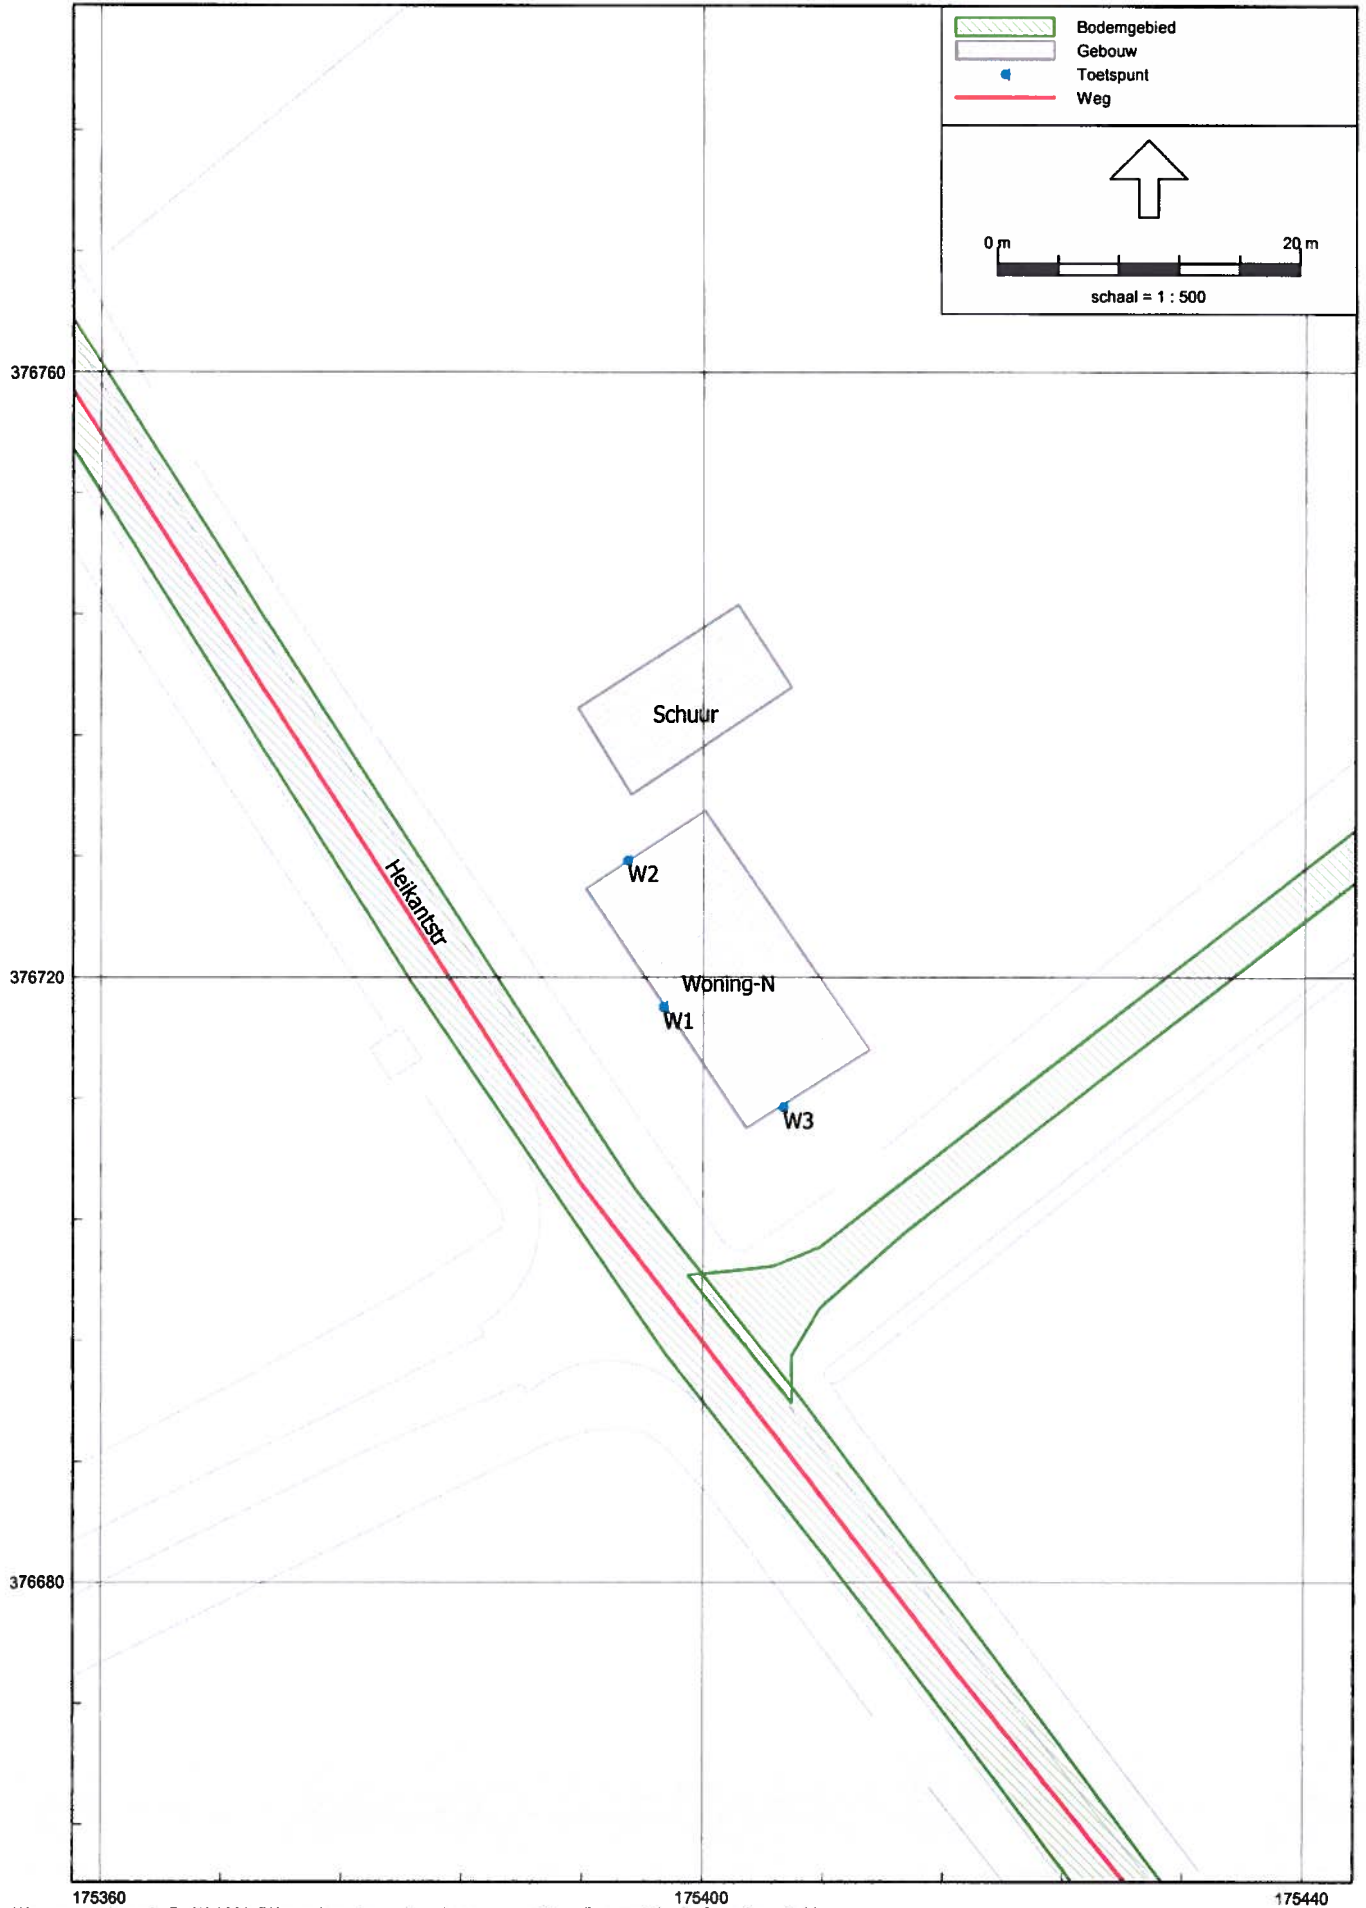 Bodemgebied
Gebouw
Toetspunt
Weg
0 m 20 m
schaal = 1 : 500
376760
Schuur
W2
Heikantstr
376720
Woning-N
W1
W3
376680
175360 175400 175440